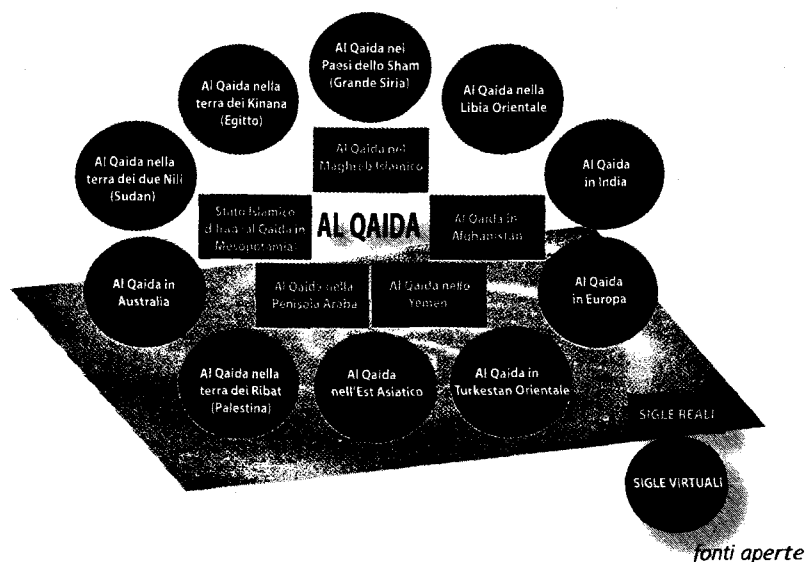 Al Qaida nei
Paesi dello Sham
(Grande Siria)
Al Qaida nella
terra dei Kinana
(Egitto)
Al Qaida nella
Libia Orientale
Al Qaida nel
Maghreb Islamico
Al Qaida nella
terra dei due Nili
(Sudan)
Al Qaida
in India
Stato Islamico
d'Iraq (al Qaida in
Mesopotamia)
AL QAIDA
Al Qaida in
Afghanistan
Al Qaida in
Australia
Al Qaida nella
Penisola Araba
Al Qaida nello
Yemen
Al Qaida
in Europa
Al Qaida nella
terra dei Ribat
(Palestina)
Al Qaida
nell'Est Asiatico
Al Qaida in
Turkestan Orientale
SIGLE REALI
SIGLE VIRTUALI
fonti aperte